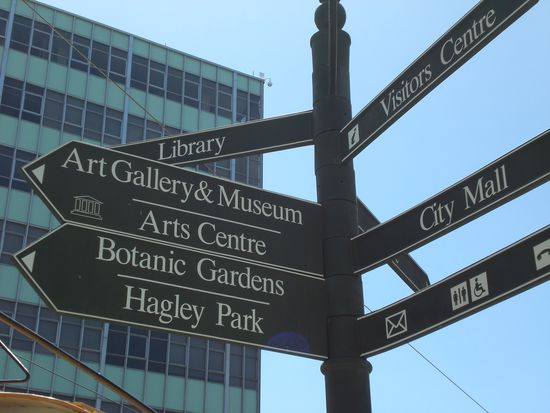 Library
Visitors Centre
Art Gallery & Museum
Arts Centre
City Mall
Botanic Gardens
Hagley Park